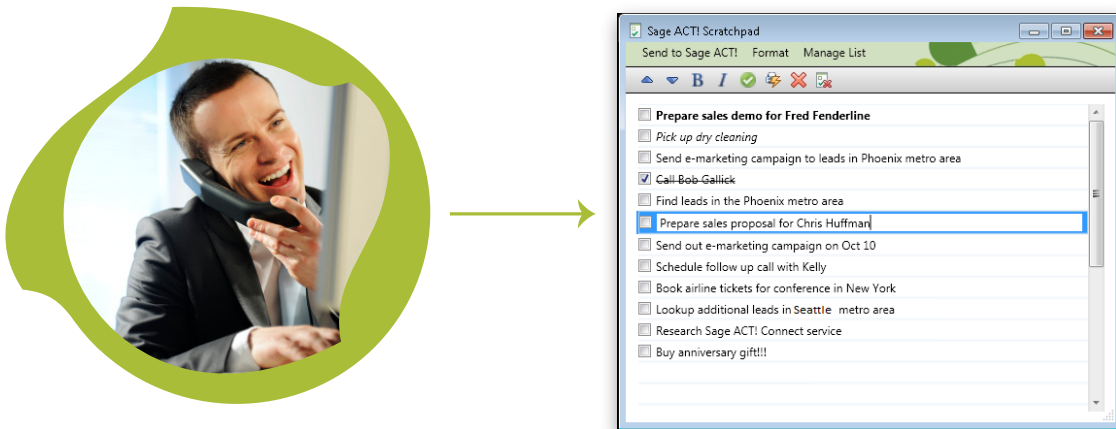 Sage ACT! Scratchpad
Send to Sage ACT! Format Manage List
B I
Prepare sales demo for Fred Fenderline
Pick up dry cleaning
Send e-marketing campaign to leads in Phoenix metro area
Call Bob Gallick
Find leads in the Phoenix metro area
Prepare sales proposal for Chris Huffman
Send out e-marketing campaign on Oct 10
Schedule follow up call with Kelly
Book airline tickets for conference in New York
Lookup additional leads in Seattle metro area
Research Sage ACT! Connect service
Buy anniversary gift!!!